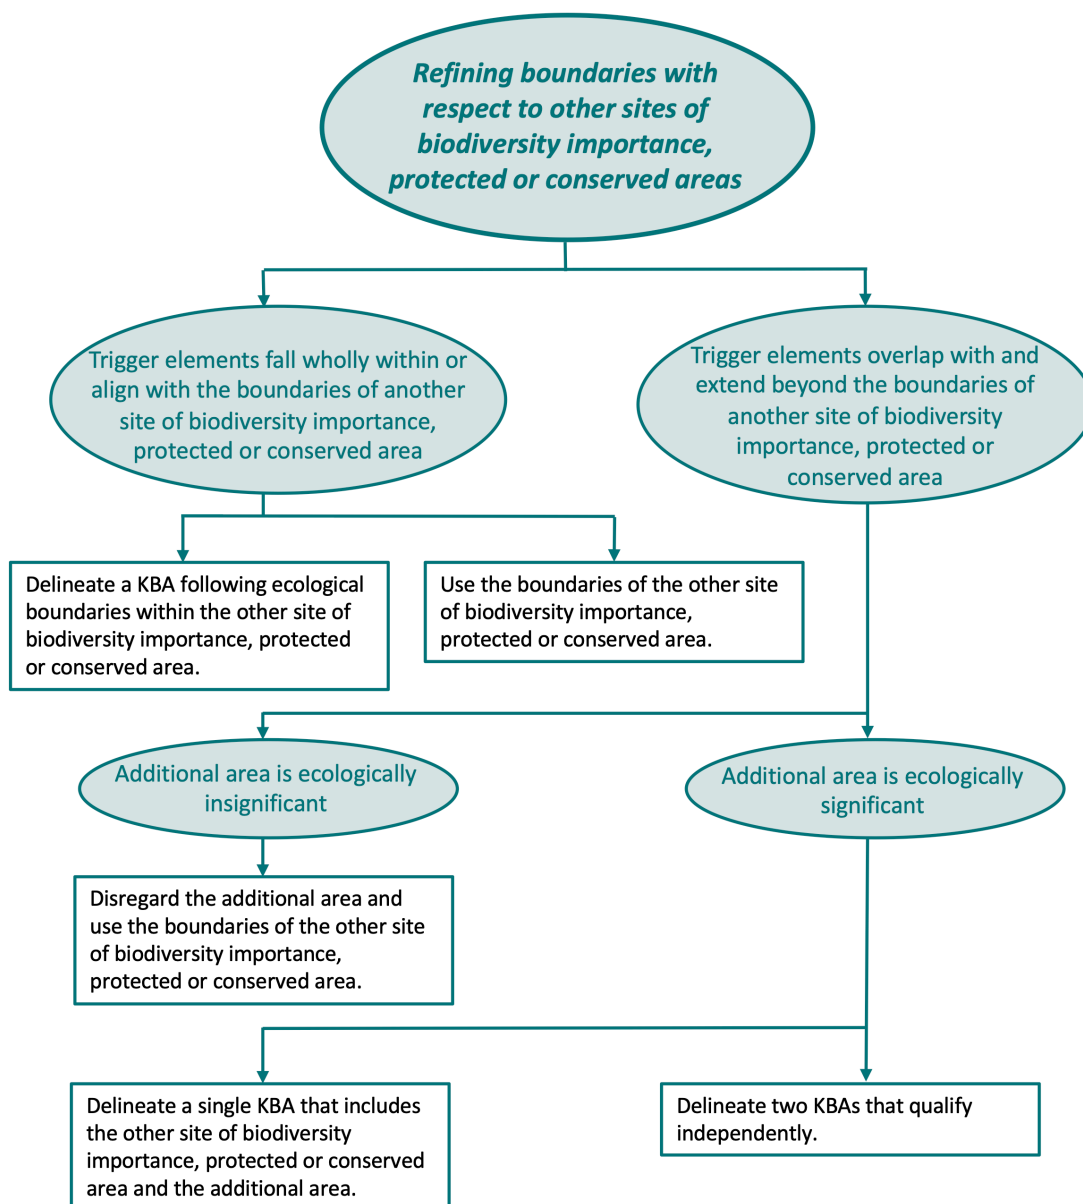 Refining boundaries with
respect to other sites of
biodiversity importance,
protected or conserved areas
Trigger elements fall wholly within or
align with the boundaries of another
site of biodiversity importance,
protected or conserved area
Trigger elements overlap with and
extend beyond the boundaries of
another site of biodiversity
importance, protected or
conserved area
Delineate a KBA following ecological
boundaries within the other site of
biodiversity importance, protected
or conserved area.
Use the boundaries of the other site
of biodiversity importance,
protected or conserved area.
Additional area is ecologically
insignificant
Additional area is ecologically
significant
Disregard the additional area and
use the boundaries of the other site
of biodiversity importance,
protected or conserved area.
Delineate a single KBA that includes
the other site of biodiversity
importance, protected or conserved
area and the additional area.
Delineate two KBAs that qualify
independently.